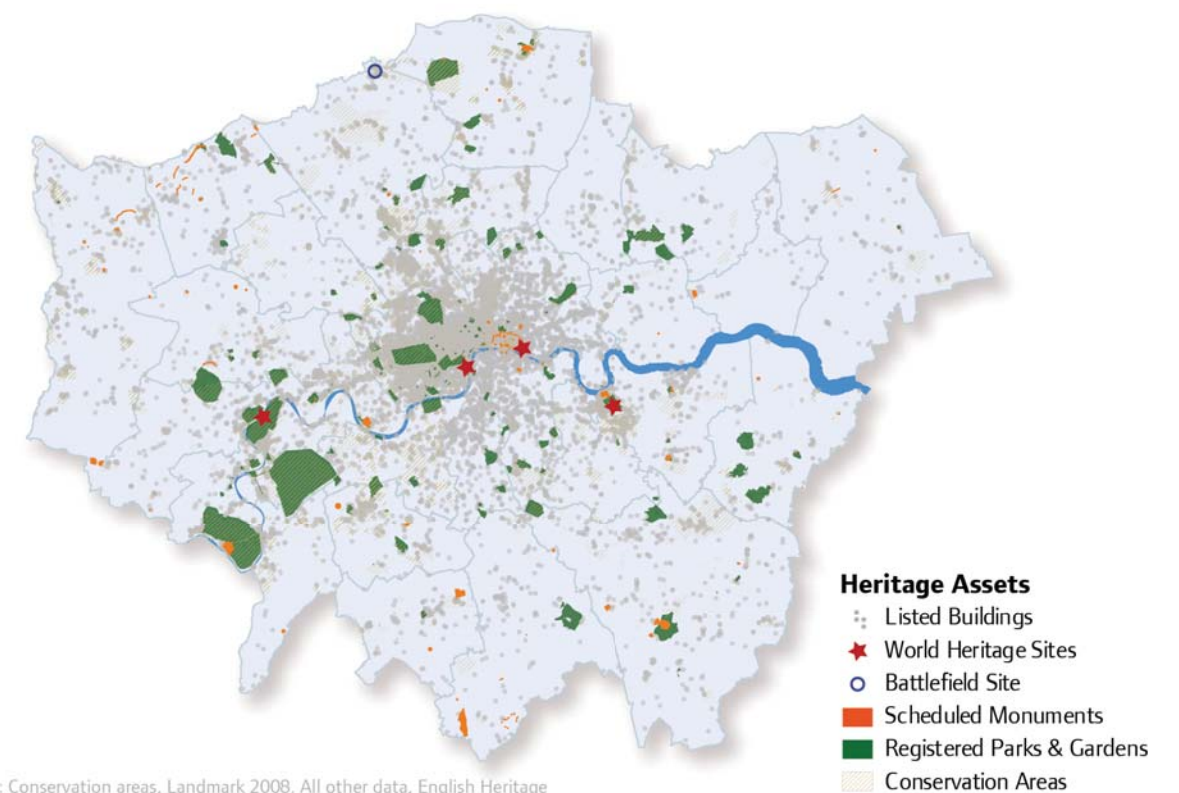 Heritage Assets
Listed Buildings
World Heritage Sites
Battlefield Site
Scheduled Monuments
Registered Parks & Gardens
Conservation Areas
: Conservation areas, Landmark 2008. All other data, English Heritage